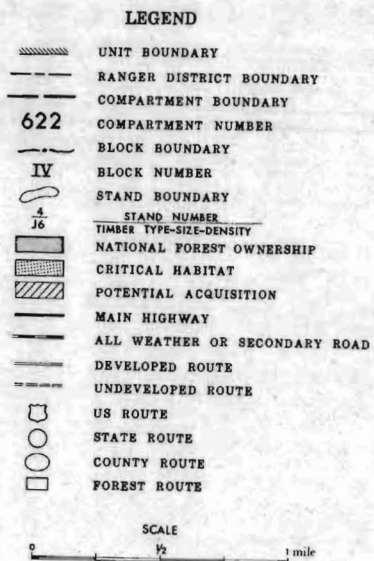 LEGEND
UNIT BOUNDARY
RANGER DISTRICT BOUNDARY
COMPARTMENT BOUNDARY
622 COMPARTMENT NUMBER
BLOCK BOUNDARY
IV BLOCK NUMBER
STAND BOUNDARY
4 STAND NUMBER
J6 TIMBER TYPE-SIZE-DENSITY
NATIONAL FOREST OWNERSHIP
CRITICAL HABITAT
POTENTIAL ACQUISITION
MAIN HIGHWAY
ALL WEATHER OR SECONDARY ROAD
DEVELOPED ROUTE
UNDEVELOPED ROUTE
US ROUTE
STATE ROUTE
COUNTY ROUTE
FOREST ROUTE
SCALE
0 1/2 1 mile